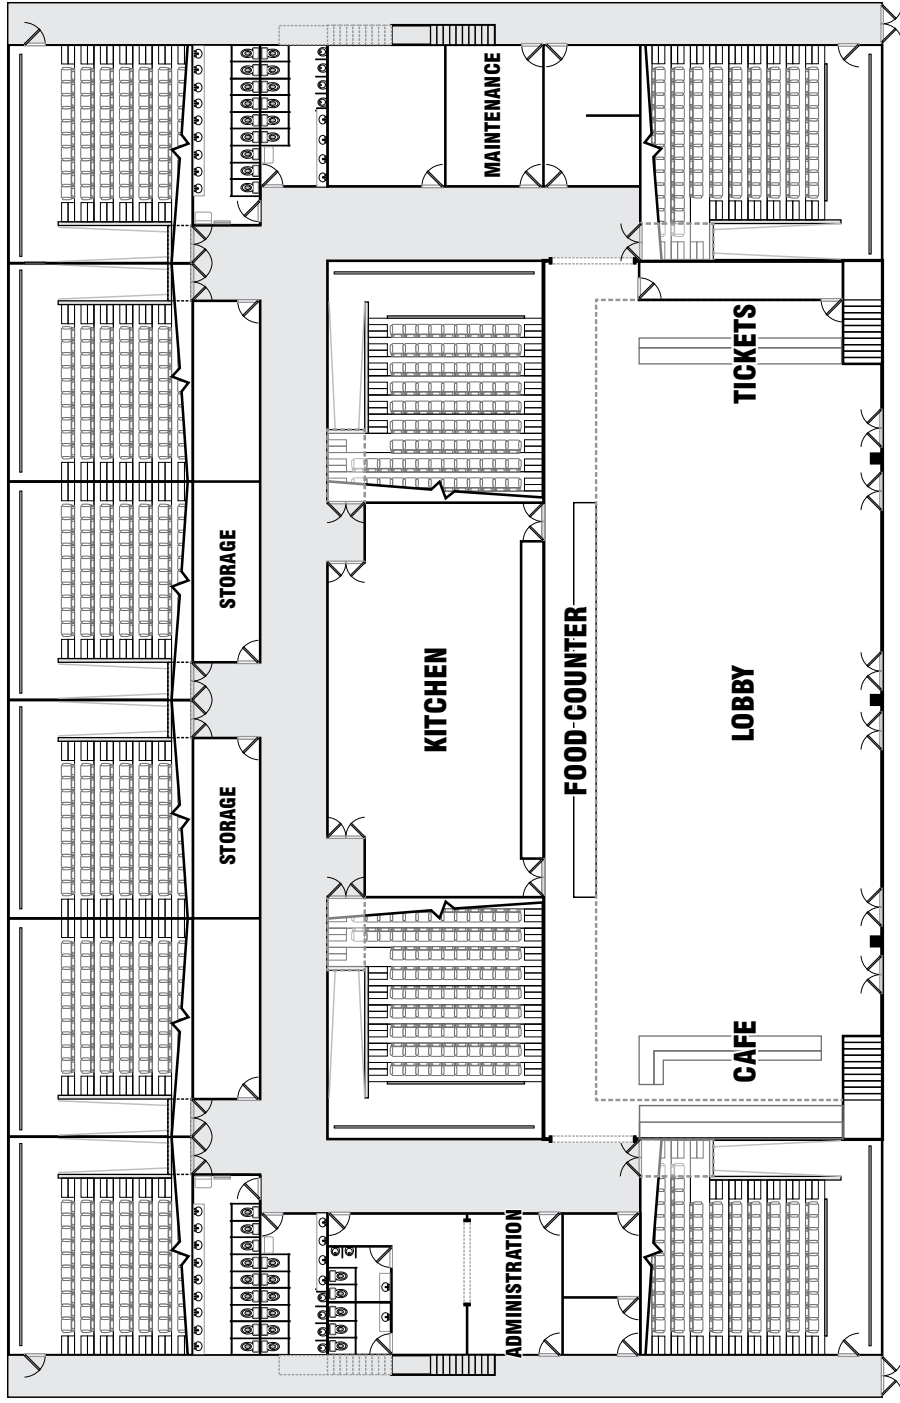 MAINTENANCE
TICKETS
STORAGE
FOOD COUNTER
KITCHEN
LOBBY
STORAGE
CAFE
ADMINISTRATION